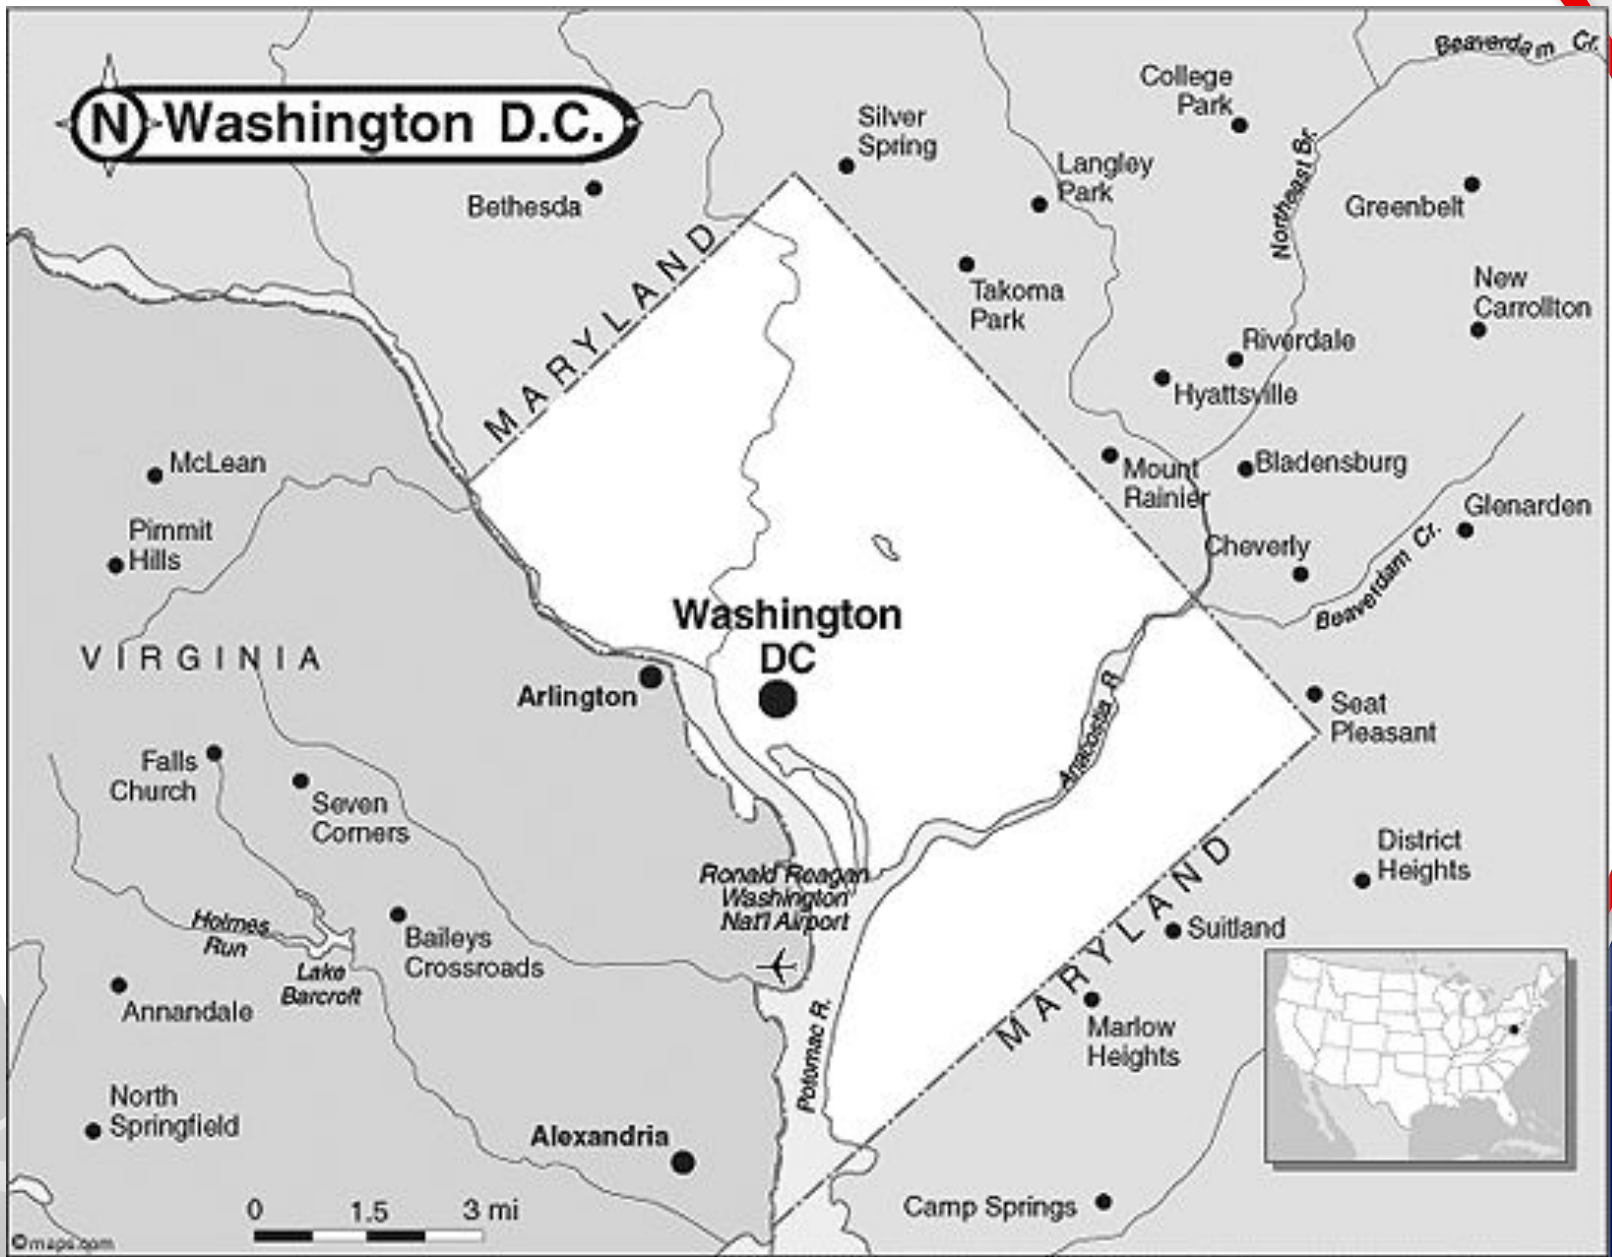 N Washington D.C.
Beaverdam Cr.
College
Park
Silver
Spring
Langley
Park
Northeast Br.
Bethesda
Greenbelt
MARYLAND
Takoma
Park
New
Carrollton
Riverdale
Hyattsville
McLean
Mount
Rainier
Bladensburg
Pimmit
Hills
Glenarden
Cheverly
Beaverdam Cr.
Washington
DC
VIRGINIA
Arlington
Anacostia R
Seat
Pleasant
Falls
Church
Seven
Corners
District
Heights
Ronald Reagan
Washington
Nat'l Airport
MARYLAND
Holmes
Run
Baileys
Crossroads
Suitland
Lake
Barcroft
Annandale
Potomac R.
Marlow
Heights
North
Springfield
Alexandria
Camp Springs
0 1.5 3 mi
©maps.com